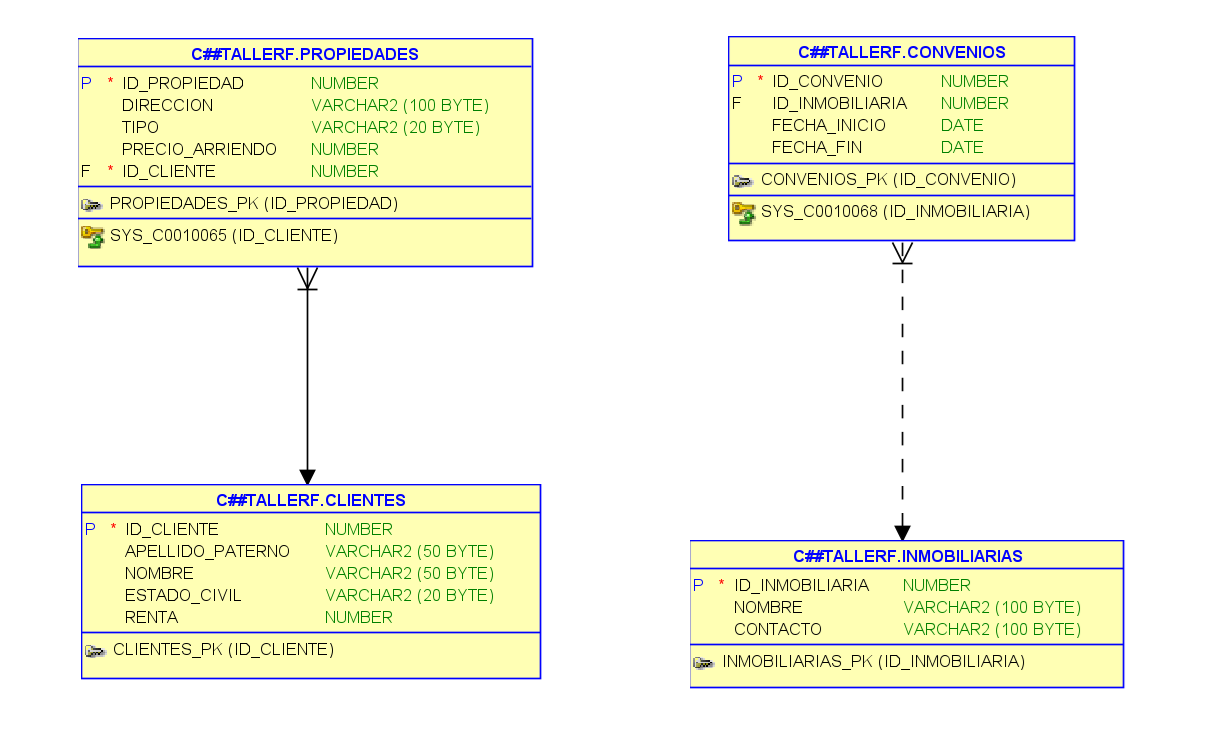 C##TALLERF.PROPIEDADES
P * ID_PROPIEDAD NUMBER
DIRECCION VARCHAR2 (100 BYTE)
TIPO VARCHAR2 (20 BYTE)
PRECIO_ARRIENDO NUMBER
F * ID_CLIENTE NUMBER
PROPIEDADES_PK (ID_PROPIEDAD)
SYS_C0010065 (ID_CLIENTE)
C##TALLERF.CONVENIOS
P * ID_CONVENIO NUMBER
F ID_INMOBILIARIA NUMBER
FECHA_INICIO DATE
FECHA_FIN DATE
CONVENIOS_PK (ID_CONVENIO)
SYS_C0010068 (ID_INMOBILIARIA)
C##TALLERF.CLIENTES
P * ID_CLIENTE NUMBER
APELLIDO_PATERNO VARCHAR2 (50 BYTE)
NOMBRE VARCHAR2 (50 BYTE)
ESTADO_CIVIL VARCHAR2 (20 BYTE)
RENTA NUMBER
CLIENTES_PK (ID_CLIENTE)
C##TALLERF.INMOBILIARIAS
P * ID_INMOBILIARIA NUMBER
NOMBRE VARCHAR2 (100 BYTE)
CONTACTO VARCHAR2 (100 BYTE)
INMOBILIARIAS_PK (ID_INMOBILIARIA)